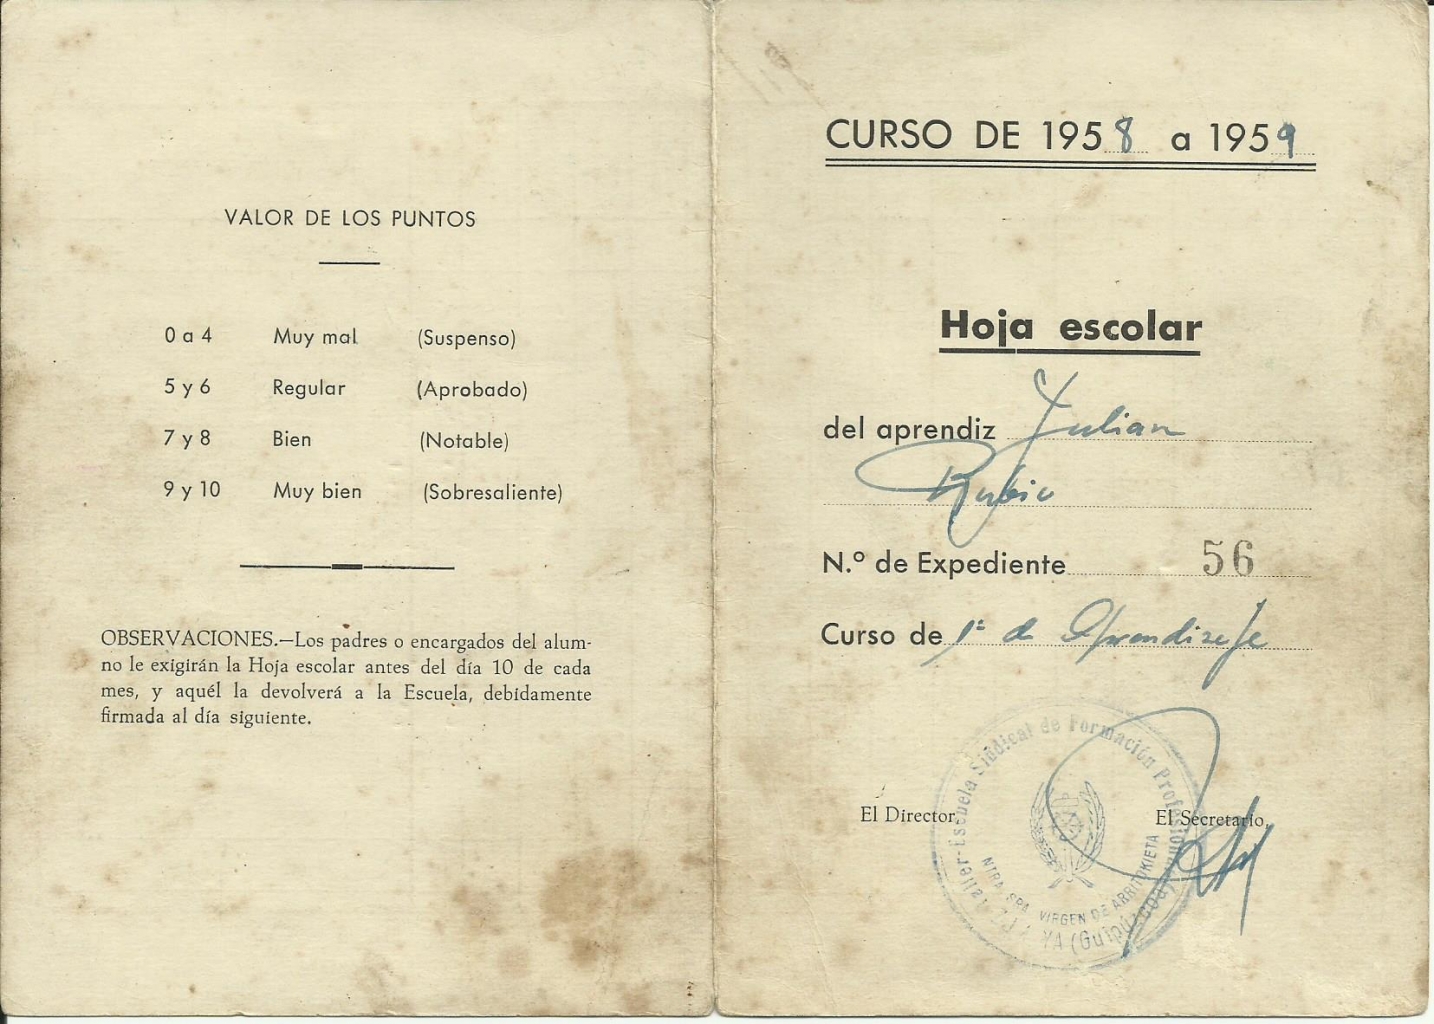 VALOR DE LOS PUNTOS
0 a 4 Muy mal (Suspenso)
5 y 6 Regular (Aprobado)
7 y 8 Bien (Notable)
9 y 10 Muy bien (Sobresaliente)
OBSERVACIONES.—Los padres o encargados del alum-
no le exigirán la Hoja escolar antes del día 10 de cada
mes, y aquél la devolverá a la Escuela, debidamente
firmada al día siguiente.
CURSO DE 1958 a 1959
Hoja escolar
del aprendiz Julian
Rubio
N.º de Expediente 56
Curso de 1º de Aprendizaje
El Director, El Secretario,
Taller-Escuela Sindical de Formación Profesional
NTRA SRA VIRGEN DE ARRITOKIETA
(Guipúzcoa)